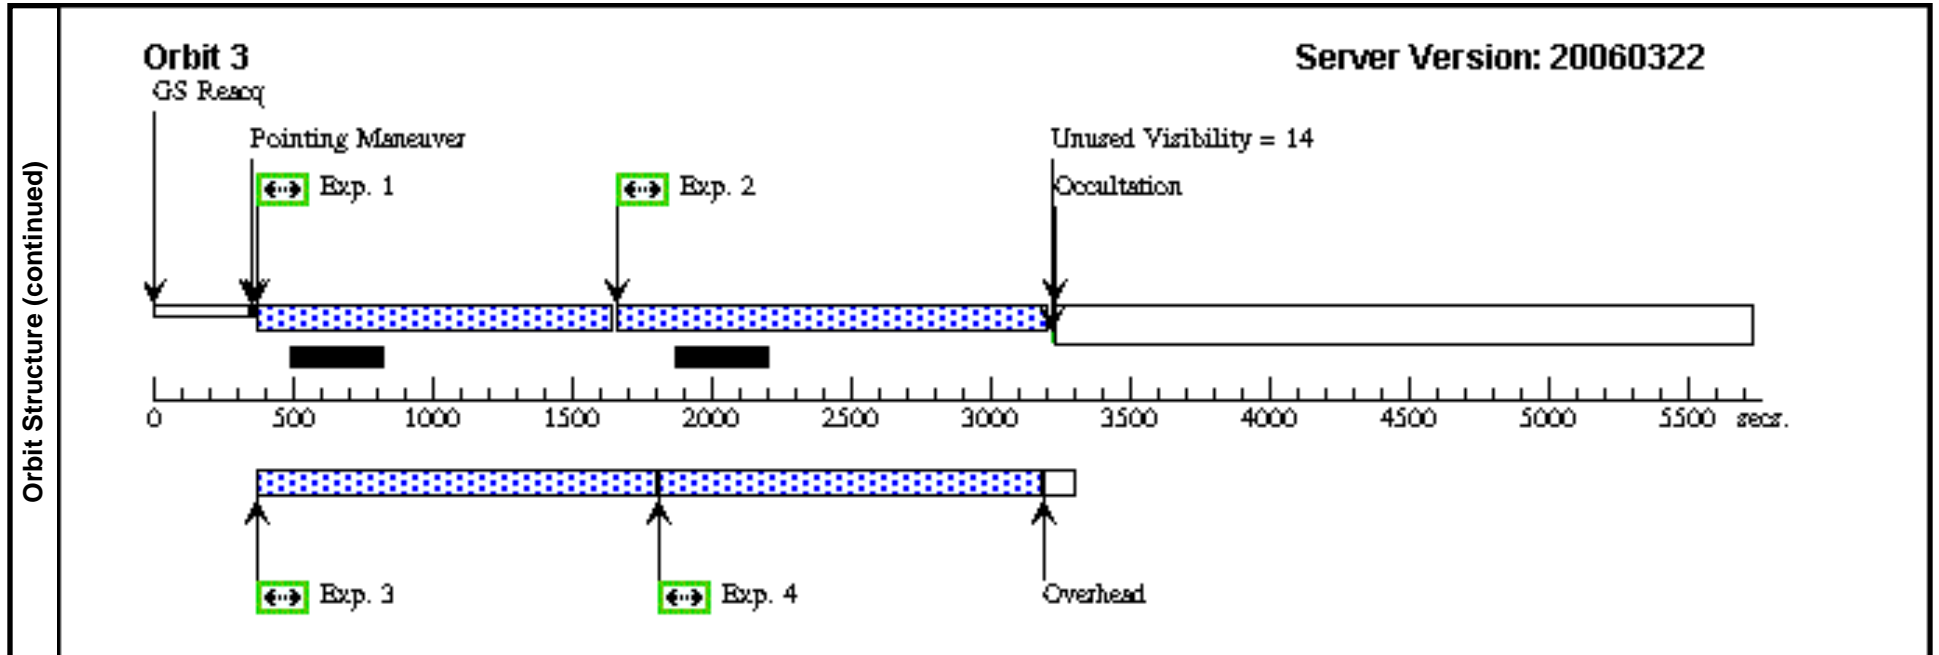 Orbit Structure (continued)
Orbit 3
Server Version: 20060322
GS Reacq
Pointing Maneuver
Unused Visibility = 14
Exp. 1
Exp. 2
Occultation
0 500 1000 1500 2000 2500 3000 3500 4000 4500 5000 5500 secs.
Exp. 3
Exp. 4
Overhead